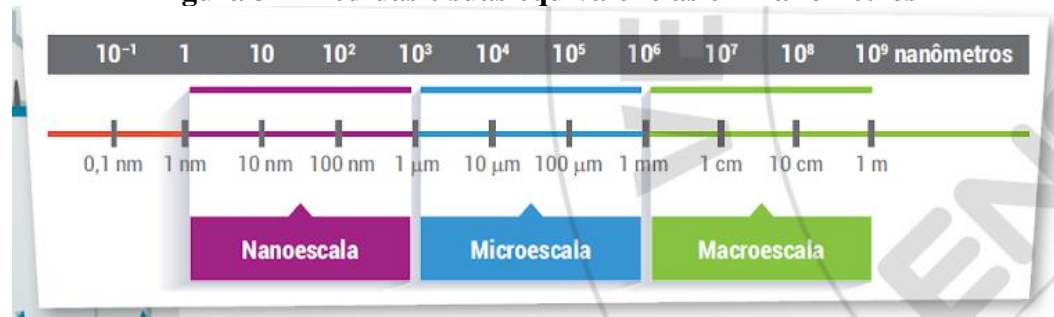 10⁻¹ 1 10 10² 10³ 10⁴ 10⁵ 10⁶ 10⁷ 10⁸ 10⁹ nanômetros
0,1 nm 1 nm 10 nm 100 nm 1 µm 10 µm 100 µm 1 mm 1 cm 10 cm 1 m
Nanoescala Microescala Macroescala